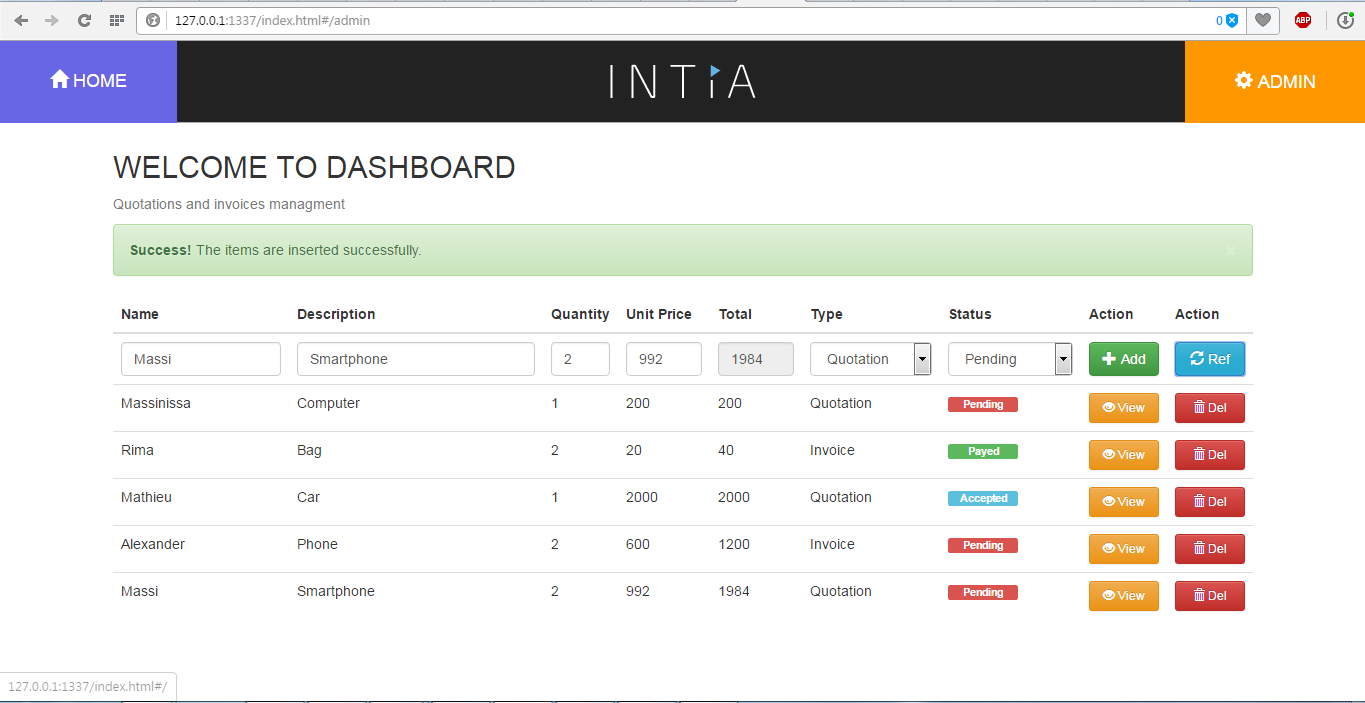 127.0.0.1:1337/index.html#/admin 0 ABP
HOME INTiA ADMIN
WELCOME TO DASHBOARD
Quotations and invoices managment
Success! The items are inserted successfully. ×
Name Description Quantity Unit Price Total Type Status Action Action
Massi Smartphone 2 992 1984 Quotation Pending Add Ref
Massinissa Computer 1 200 200 Quotation Pending View Del
Rima Bag 2 20 40 Invoice Payed View Del
Mathieu Car 1 2000 2000 Quotation Accepted View Del
Alexander Phone 2 600 1200 Invoice Pending View Del
Massi Smartphone 2 992 1984 Quotation Pending View Del
127.0.0.1:1337/index.html#/